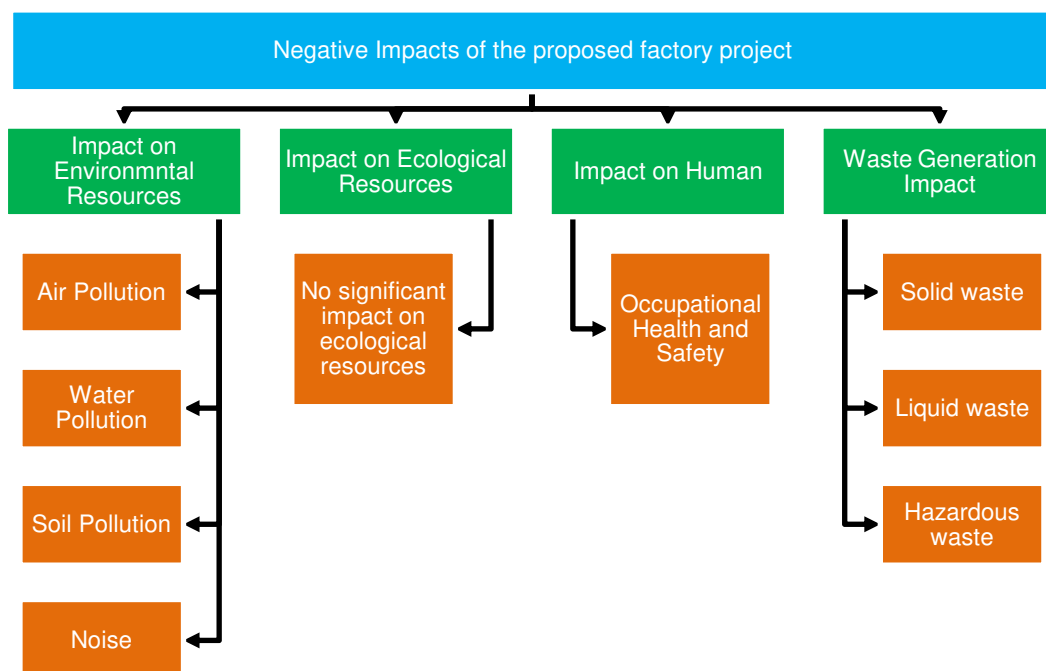 Negative Impacts of the proposed factory project
Impact on
Environmntal
Resources
Impact on Ecological
Resources
Impact on Human
Waste Generation
Impact
Air Pollution
Water
Pollution
Soil Pollution
Noise
No significant
impact on
ecological
resources
Occupational
Health and
Safety
Solid waste
Liquid waste
Hazardous
waste